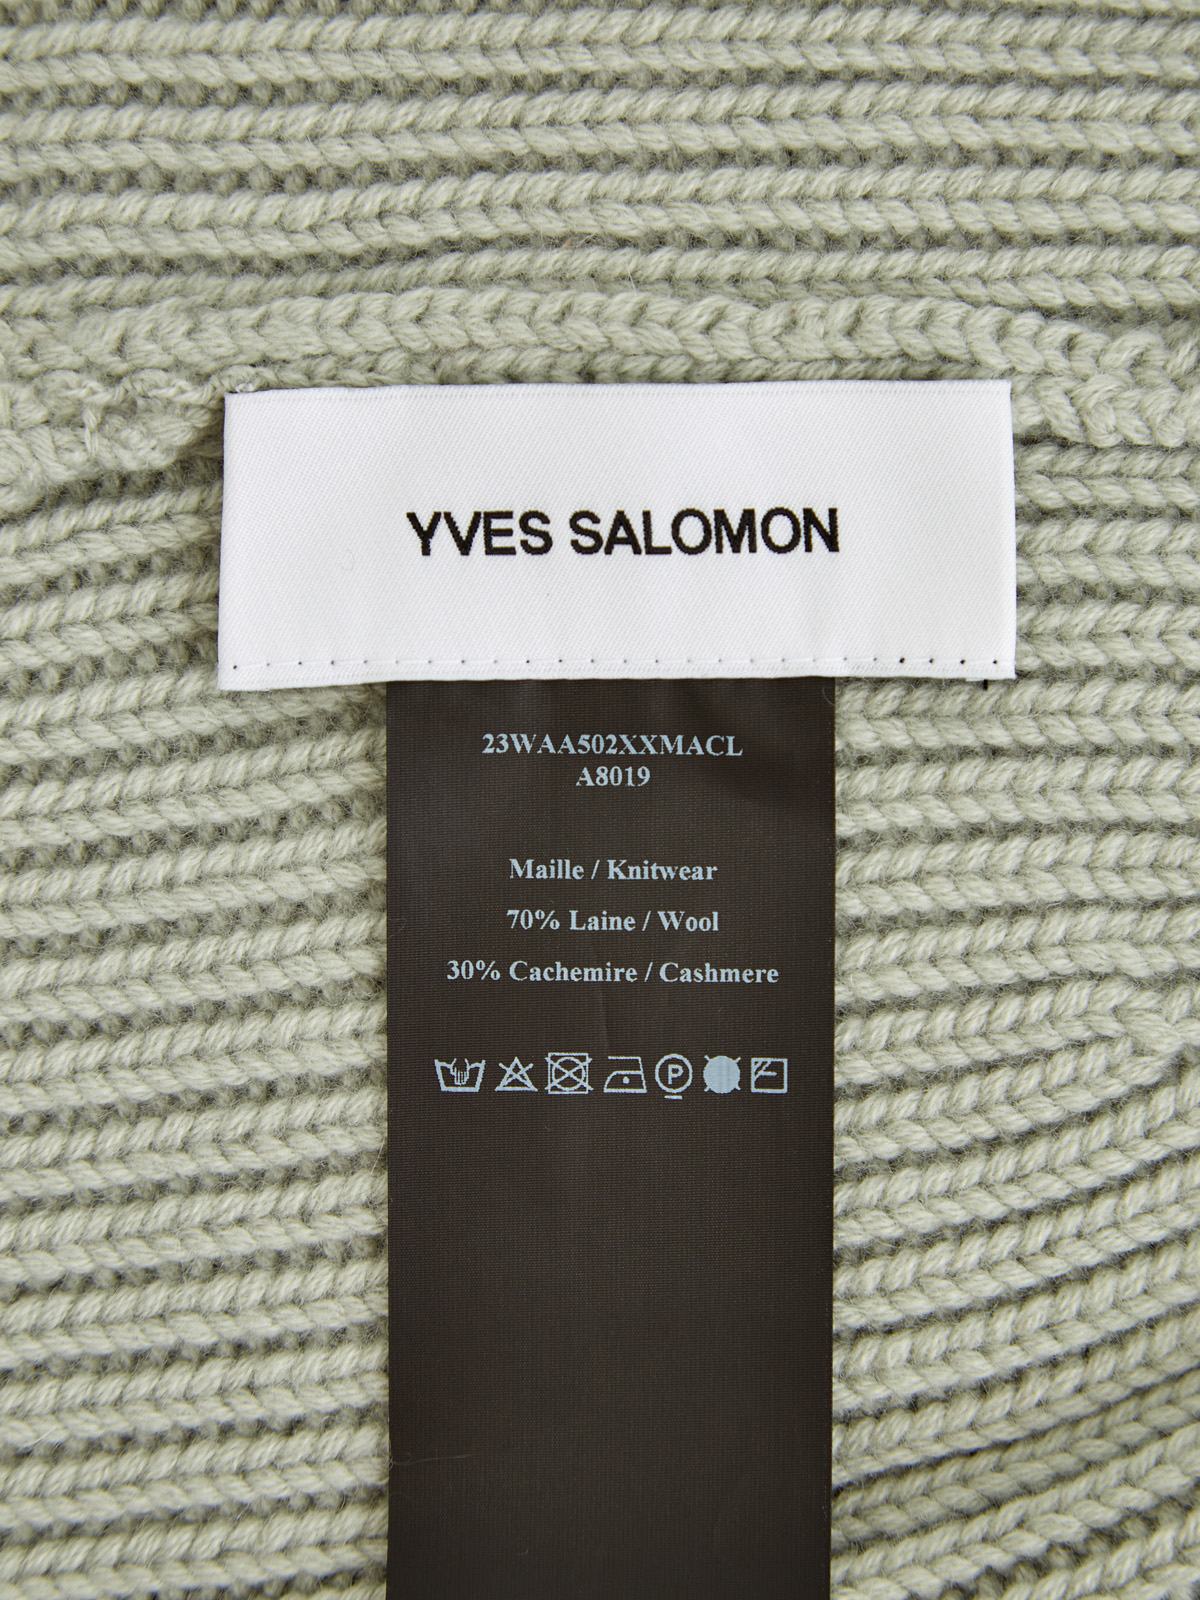 YVES SALOMON
23WAA502XXMACL
A8019
Maille / Knitwear
70% Laine / Wool
30% Cachemire / Cashmere
P